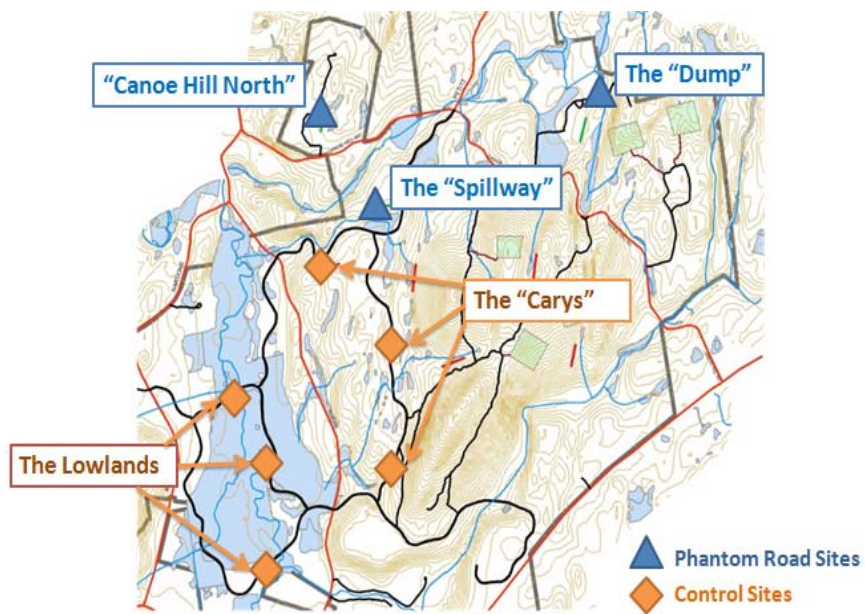 “Canoe Hill North”
The “Dump”
The “Spillway”
The “Carys”
The Lowlands
Phantom Road Sites
Control Sites